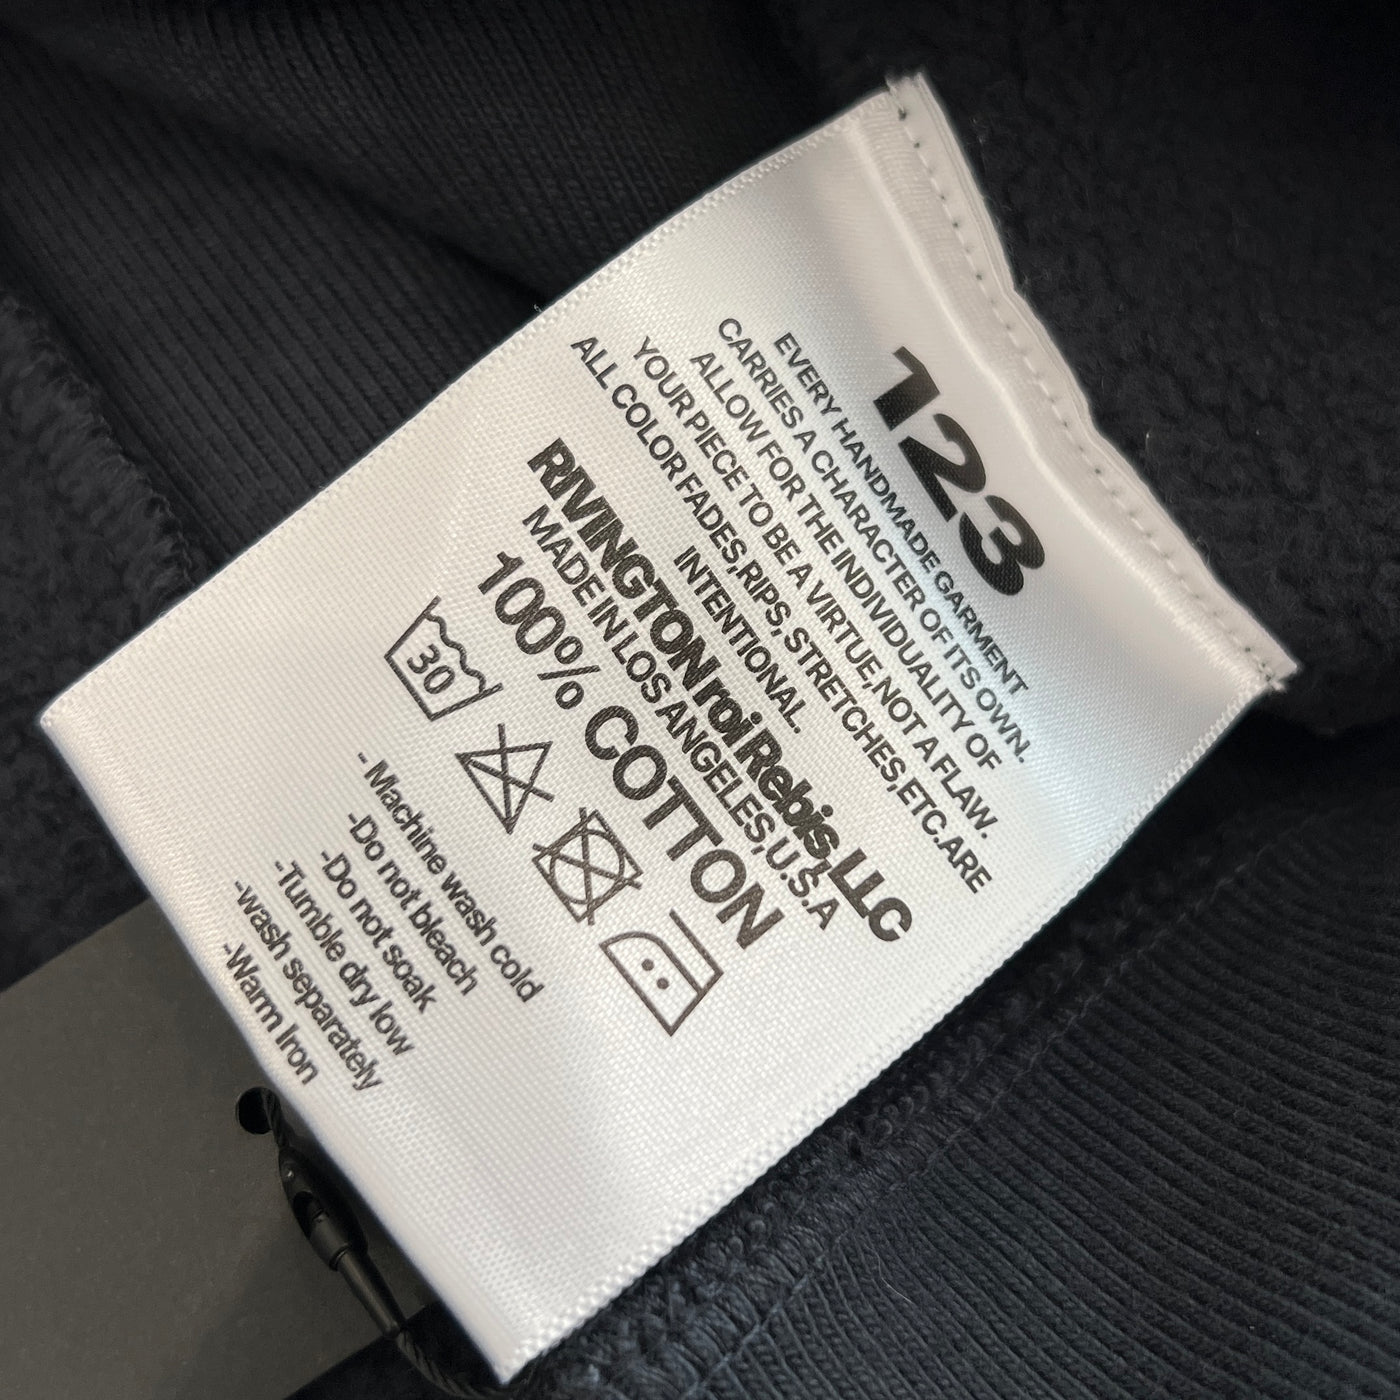 123
EVERY HANDMADE GARMENT
CARRIES A CHARACTER OF ITS OWN.
ALLOW FOR THE INDIVIDUALITY OF
YOUR PIECE TO BE A VIRTUE,NOT A FLAW.
ALL COLOR FADES,RIPS, STRETCHES,ETC.ARE
INTENTIONAL.
RIVINGTON roi Rebis, LLC
MADE IN LOS ANGELES,U.S.A
100% COTTON
30
- Machine wash cold
-Do not bleach
-Do not soak
-Tumble dry low
-wash separately
-Warm Iron